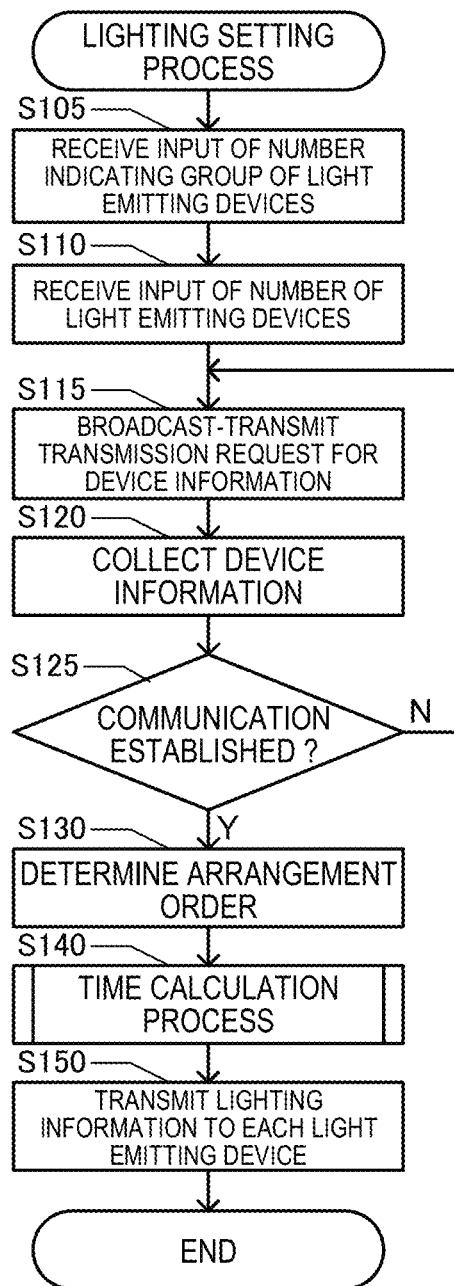 LIGHTING SETTING
PROCESS
S105
RECEIVE INPUT OF NUMBER
INDICATING GROUP OF LIGHT
EMITTING DEVICES
S110
RECEIVE INPUT OF NUMBER OF
LIGHT EMITTING DEVICES
S115
BROADCAST-TRANSMIT
TRANSMISSION REQUEST FOR
DEVICE INFORMATION
S120
COLLECT DEVICE
INFORMATION
S125
COMMUNICATION
ESTABLISHED ?
N
Y
S130
DETERMINE ARRANGEMENT
ORDER
S140
TIME CALCULATION
PROCESS
S150
TRANSMIT LIGHTING
INFORMATION TO EACH LIGHT
EMITTING DEVICE
END